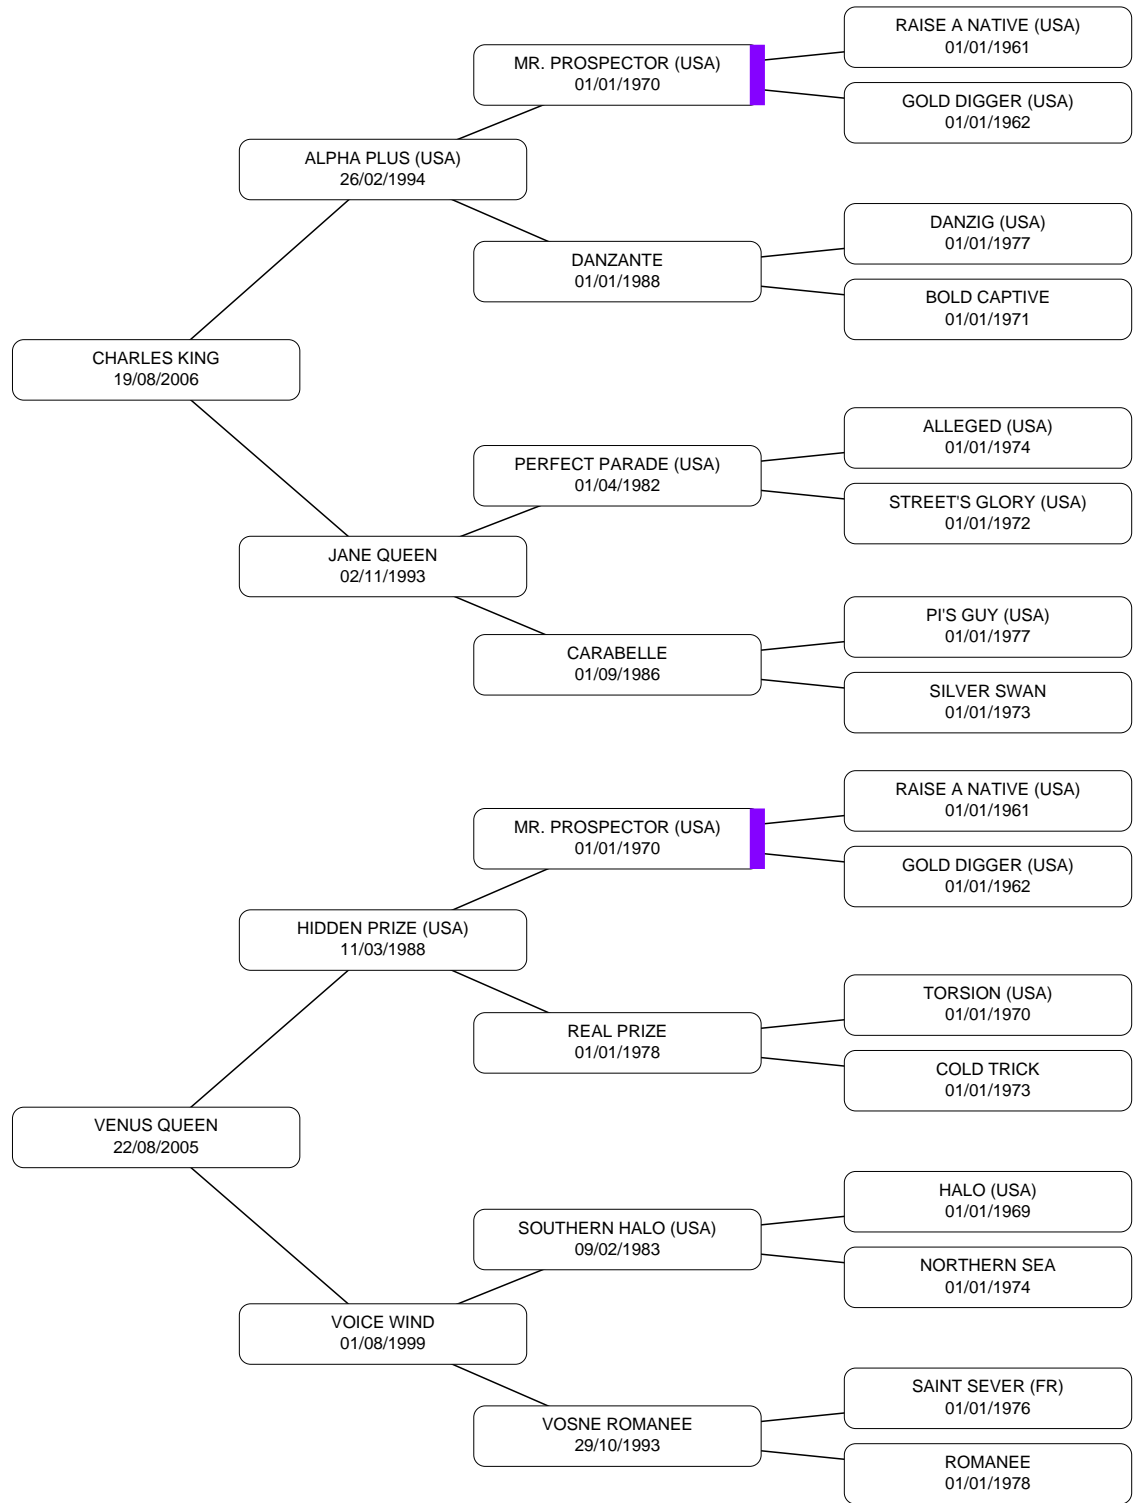 RAISE A NATIVE (USA)
01/01/1961
MR. PROSPECTOR (USA)
01/01/1970
GOLD DIGGER (USA)
01/01/1962
ALPHA PLUS (USA)
26/02/1994
DANZIG (USA)
01/01/1977
DANZANTE
01/01/1988
BOLD CAPTIVE
01/01/1971
CHARLES KING
19/08/2006
ALLEGED (USA)
01/01/1974
PERFECT PARADE (USA)
01/04/1982
STREET'S GLORY (USA)
01/01/1972
JANE QUEEN
02/11/1993
PI'S GUY (USA)
01/01/1977
CARABELLE
01/09/1986
SILVER SWAN
01/01/1973
RAISE A NATIVE (USA)
01/01/1961
MR. PROSPECTOR (USA)
01/01/1970
GOLD DIGGER (USA)
01/01/1962
HIDDEN PRIZE (USA)
11/03/1988
TORSION (USA)
01/01/1970
REAL PRIZE
01/01/1978
COLD TRICK
01/01/1973
VENUS QUEEN
22/08/2005
HALO (USA)
01/01/1969
SOUTHERN HALO (USA)
09/02/1983
NORTHERN SEA
01/01/1974
VOICE WIND
01/08/1999
SAINT SEVER (FR)
01/01/1976
VOSNE ROMANEE
29/10/1993
ROMANEE
01/01/1978